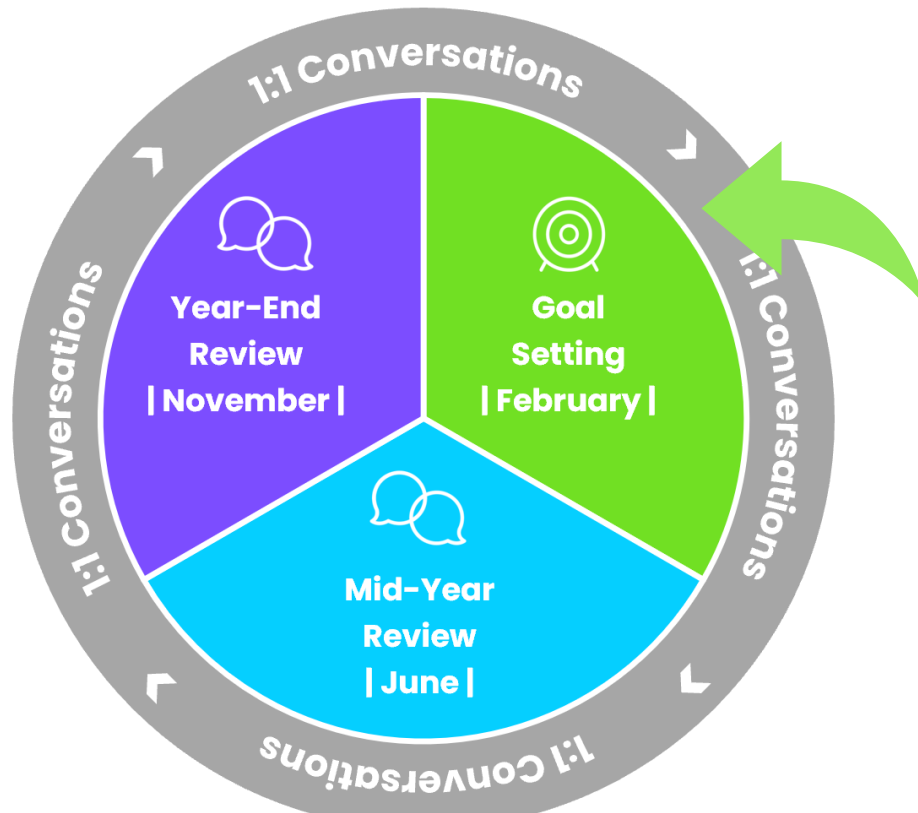 1:1 Conversations
Year-End
Review
| November |
Goal
Setting
| February |
1:1 Conversations
1:1 Conversations
Mid-Year
Review
| June |
1:1 Conversations